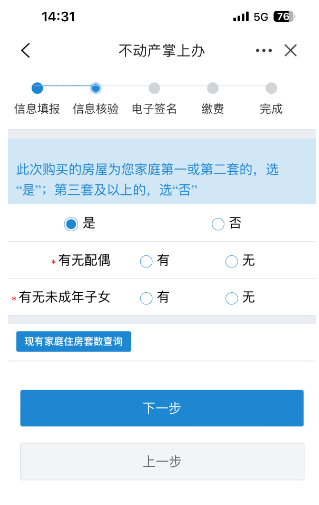 14:31 5G 76
不动产掌上办
信息填报 信息核验 电子签名 缴费 完成
此次购买的房屋为您家庭第一或第二套的，选
“是”；第三套及以上的，选“否”
是 否
*有无配偶 有 无
*有无未成年子女 有 无
现有家庭住房套数查询
下一步
上一步